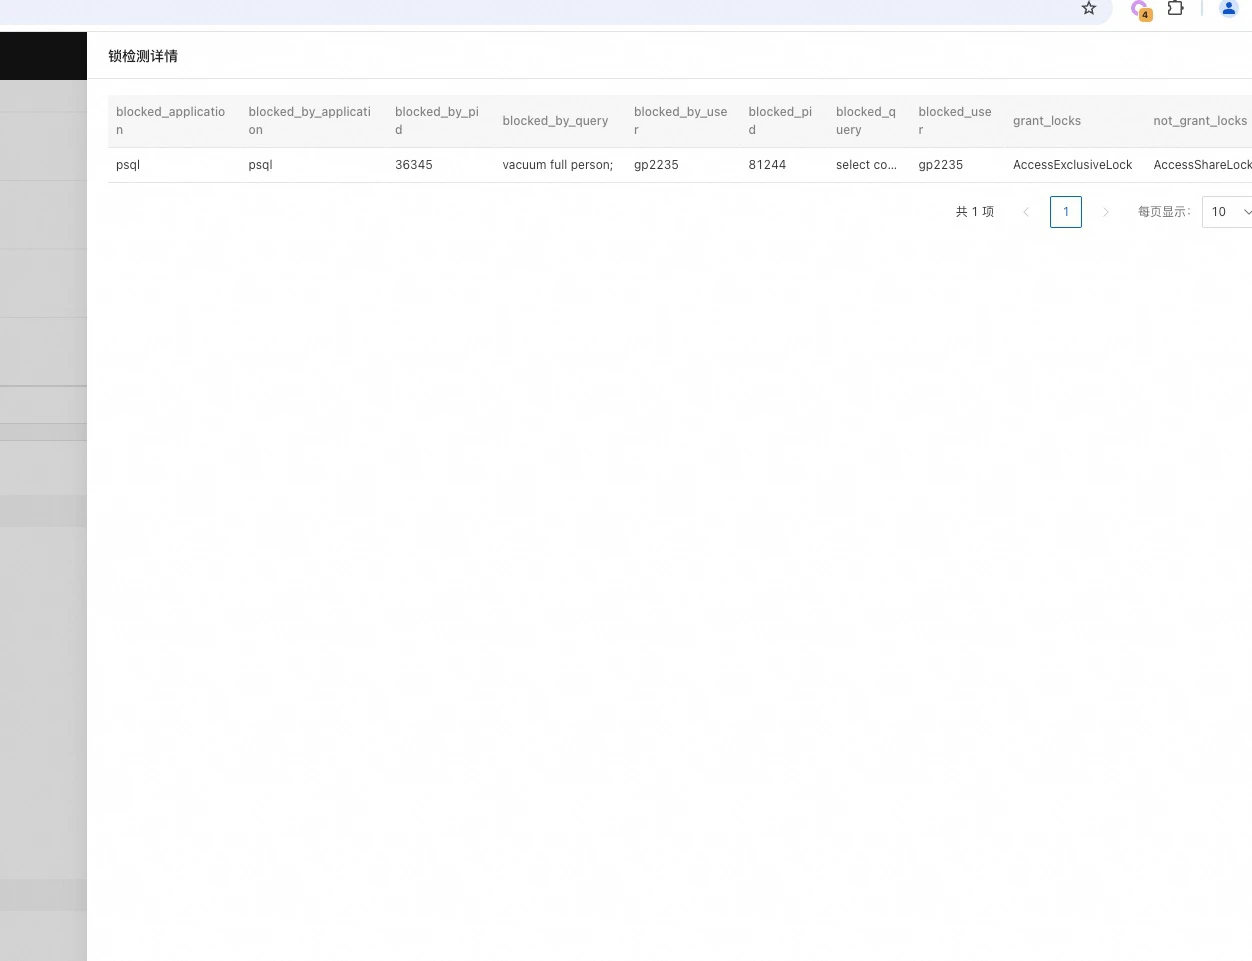 4
锁检测详情
blocked_applicatio
n
blocked_by_applicati
on
blocked_by_pi
d
blocked_by_query
blocked_by_use
r
blocked_pi
d
blocked_q
uery
blocked_use
r
grant_locks
not_grant_locks
psql psql 36345 vacuum full person; gp2235 81244 select co... gp2235 AccessExclusiveLock AccessShareLock
共 1 项 1 每页显示: 10